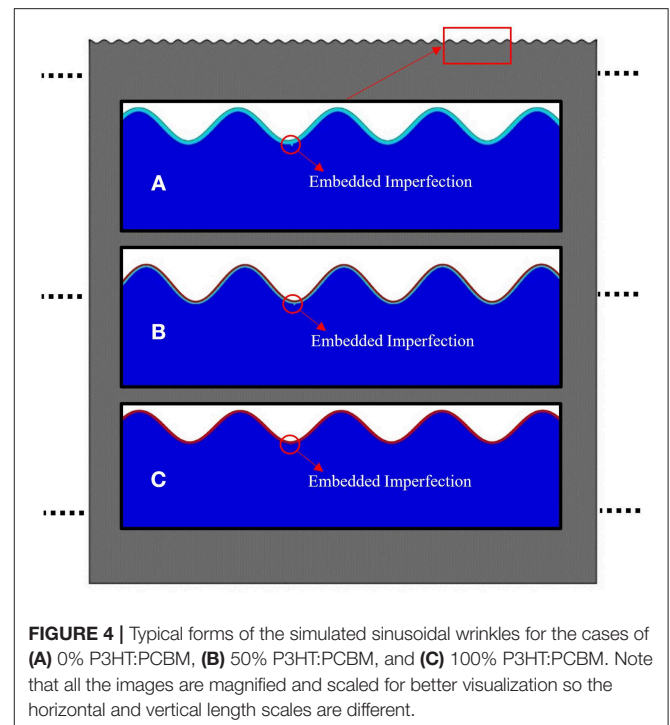 Embedded Imperfection
A
Embedded Imperfection
B
Embedded Imperfection
C
FIGURE 4 | Typical forms of the simulated sinusoidal wrinkles for the cases of
(A) 0% P3HT:PCBM, (B) 50% P3HT:PCBM, and (C) 100% P3HT:PCBM. Note
that all the images are magnified and scaled for better visualization so the
horizontal and vertical length scales are different.